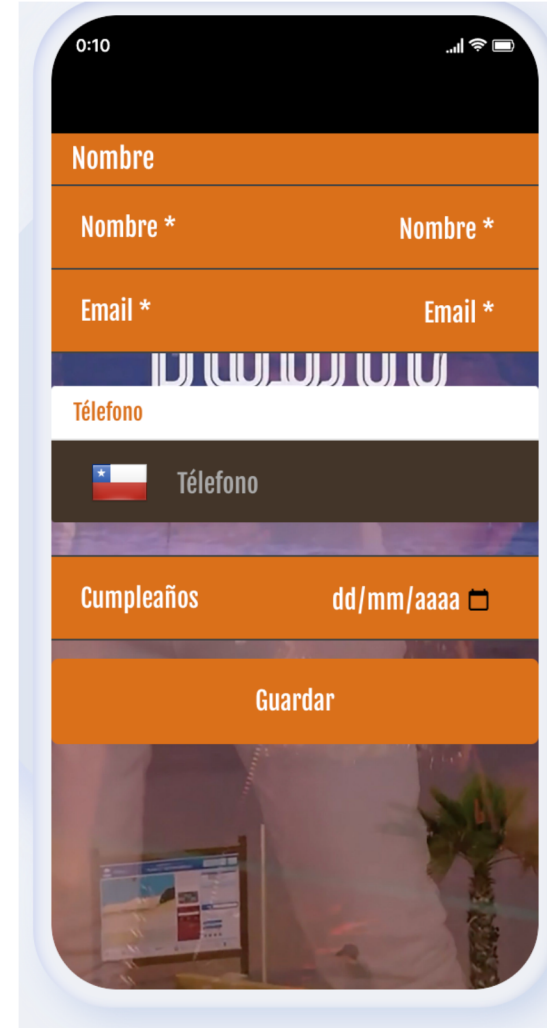 0:10
Nombre
Nombre * Nombre *
Email * Email *
Télefono
Télefono
Cumpleaños dd/mm/aaaa
Guardar